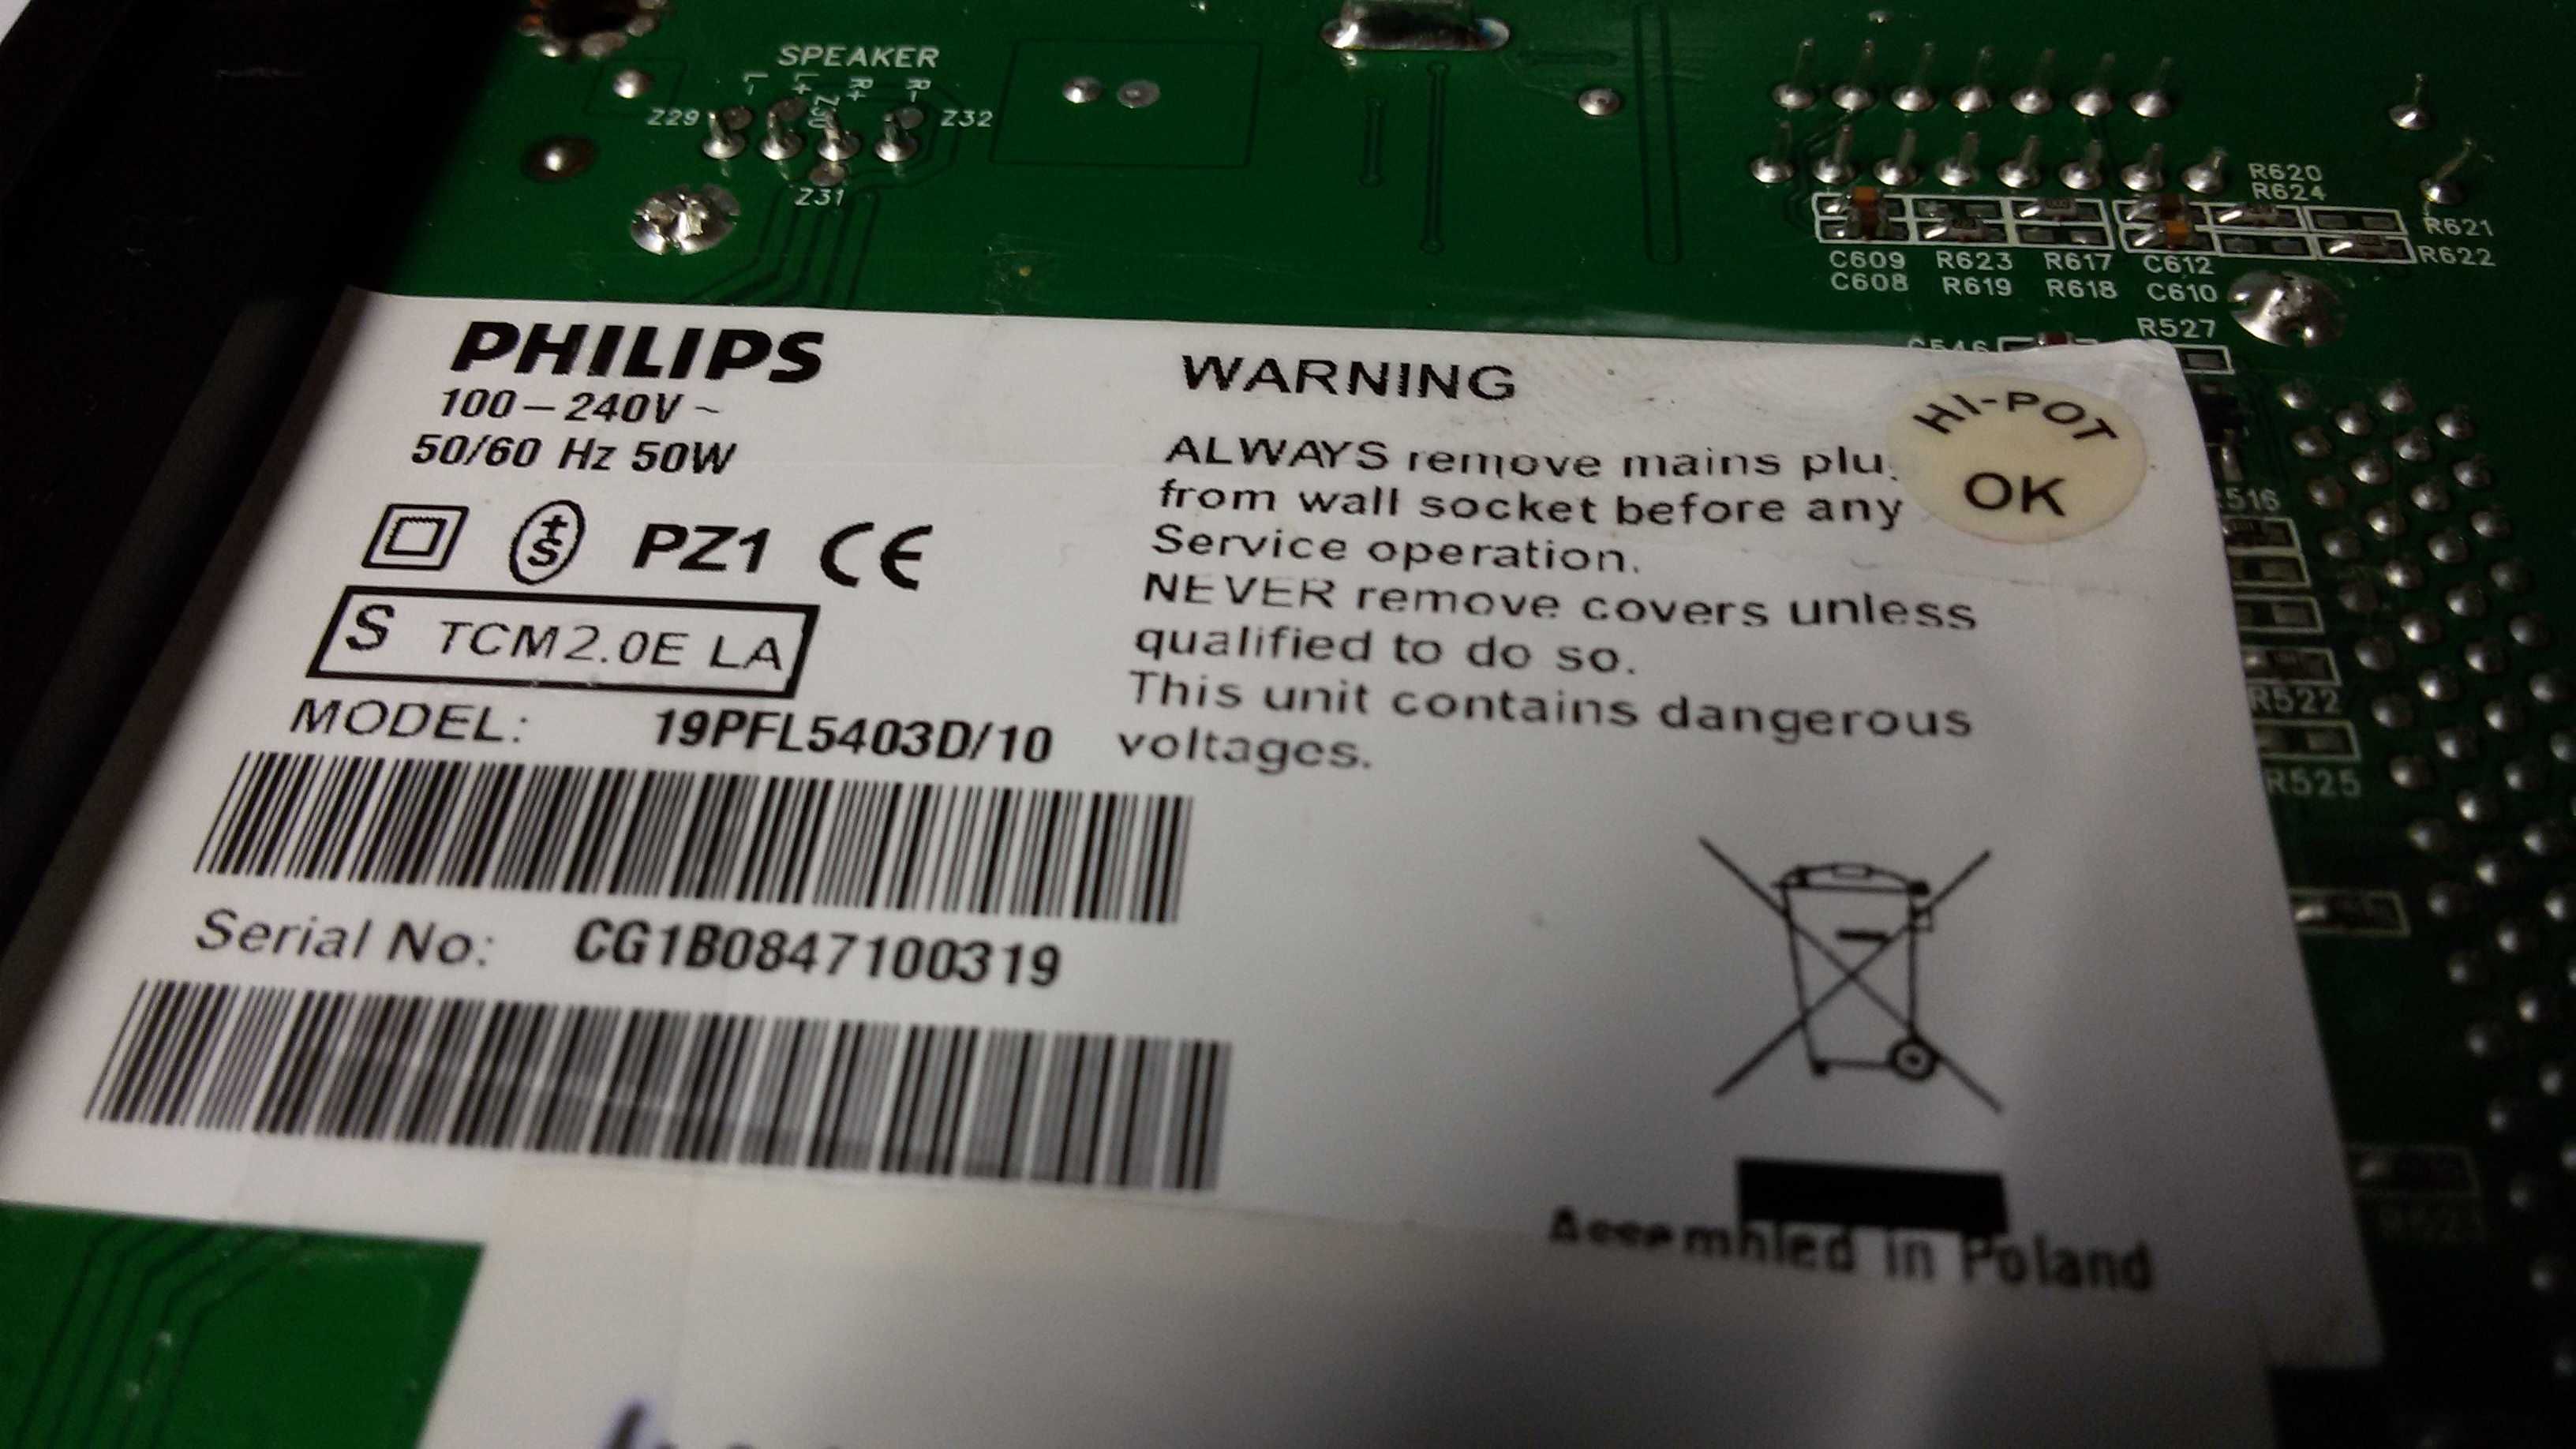 SPEAKER
L- L+ R+ R-
Z29 Z30 Z32
Z31
R620
R624
R621
R622
C609 R623 R617 C612
C608 R619 R618 C610
R527
C546
PHILIPS
100-240V~
50/60 Hz 50W
+S PZ1 CE
S TCM2.0E LA
MODEL: 19PFL5403D/10
Serial No: CG1B0847100319
WARNING
ALWAYS remove mains plu
from wall socket before any
Service operation.
NEVER remove covers unless
qualified to do so.
This unit contains dangerous
voltages.
HI-POT
OK
R516
R522
R525
Assembled in Poland